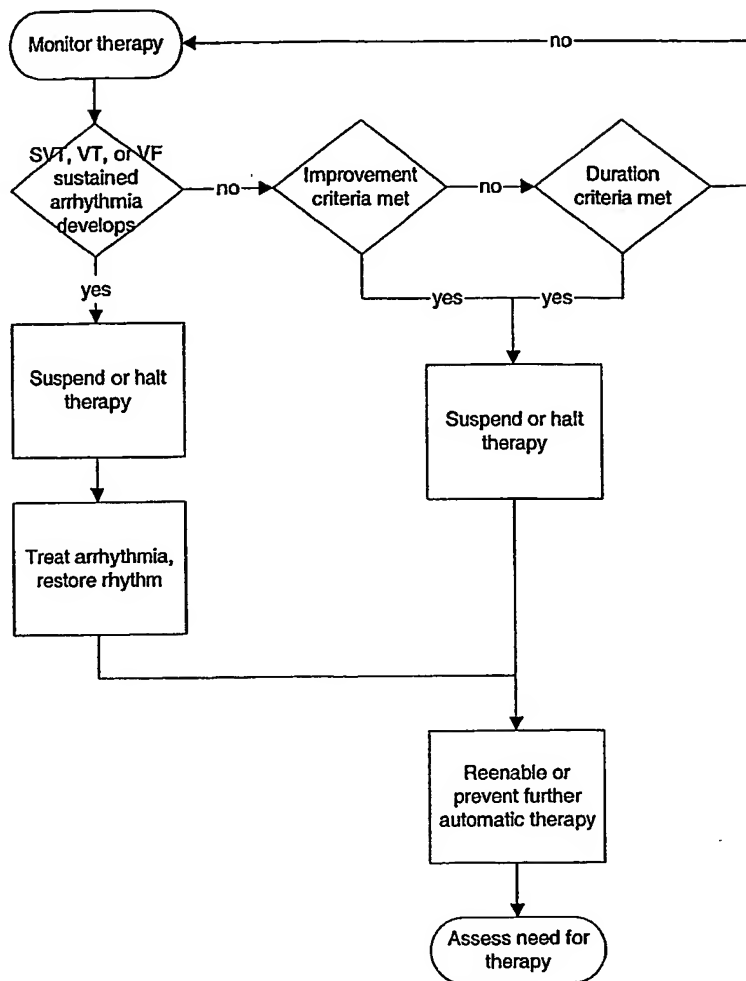 Monitor therapy
no
SVT, VT, or VF
sustained
arrhythmia
develops
no
Improvement
criteria met
no
Duration
criteria met
yes
yes
yes
Suspend or halt
therapy
Suspend or halt
therapy
Treat arrhythmia,
restore rhythm
Reenable or
prevent further
automatic therapy
Assess need for
therapy